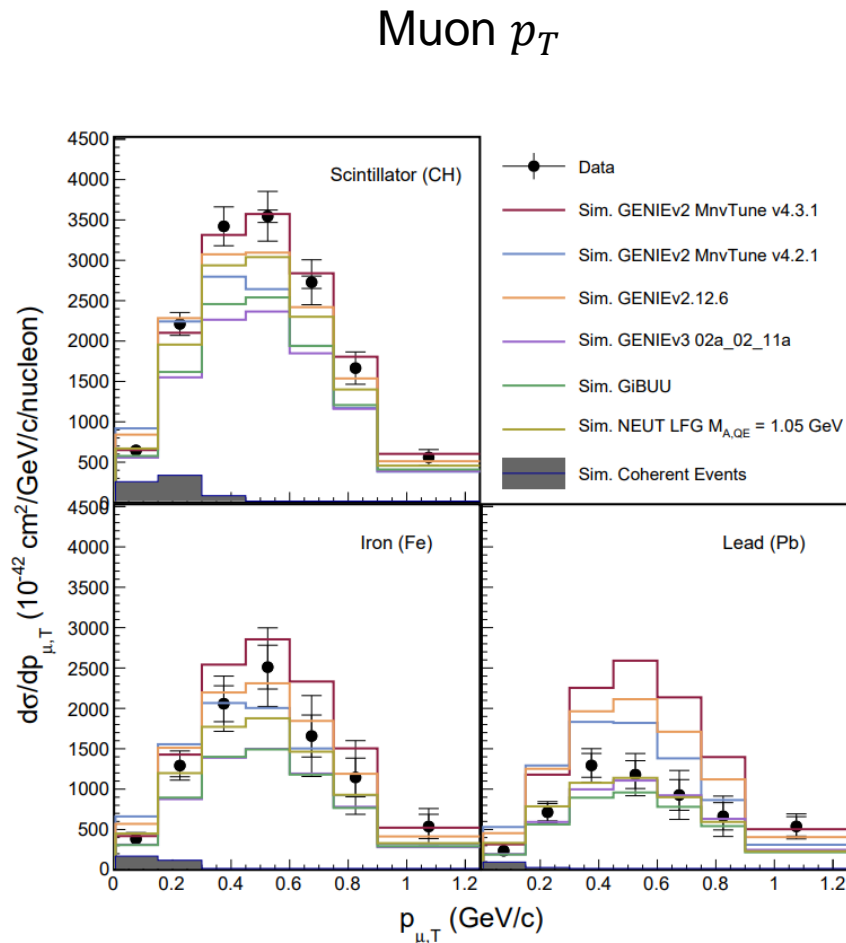 Muon p_T
4500
4000
3500
3000
2500
2000
1500
1000
500
0
Scintillator (CH)
Data
Sim. GENIEv2 MnvTune v4.3.1
Sim. GENIEv2 MnvTune v4.2.1
Sim. GENIEv2.12.6
Sim. GENIEv3 02a_02_11a
Sim. GiBUU
Sim. NEUT LFG M_A,QE = 1.05 GeV
Sim. Coherent Events
dσ/dp_μ,T (10^-42 cm^2/GeV/c/nucleon)
4500
4000
3500
3000
2500
2000
1500
1000
500
0
Iron (Fe)
Lead (Pb)
0 0.2 0.4 0.6 0.8 1 1.2
0.2 0.4 0.6 0.8 1 1.2
p_μ,T (GeV/c)